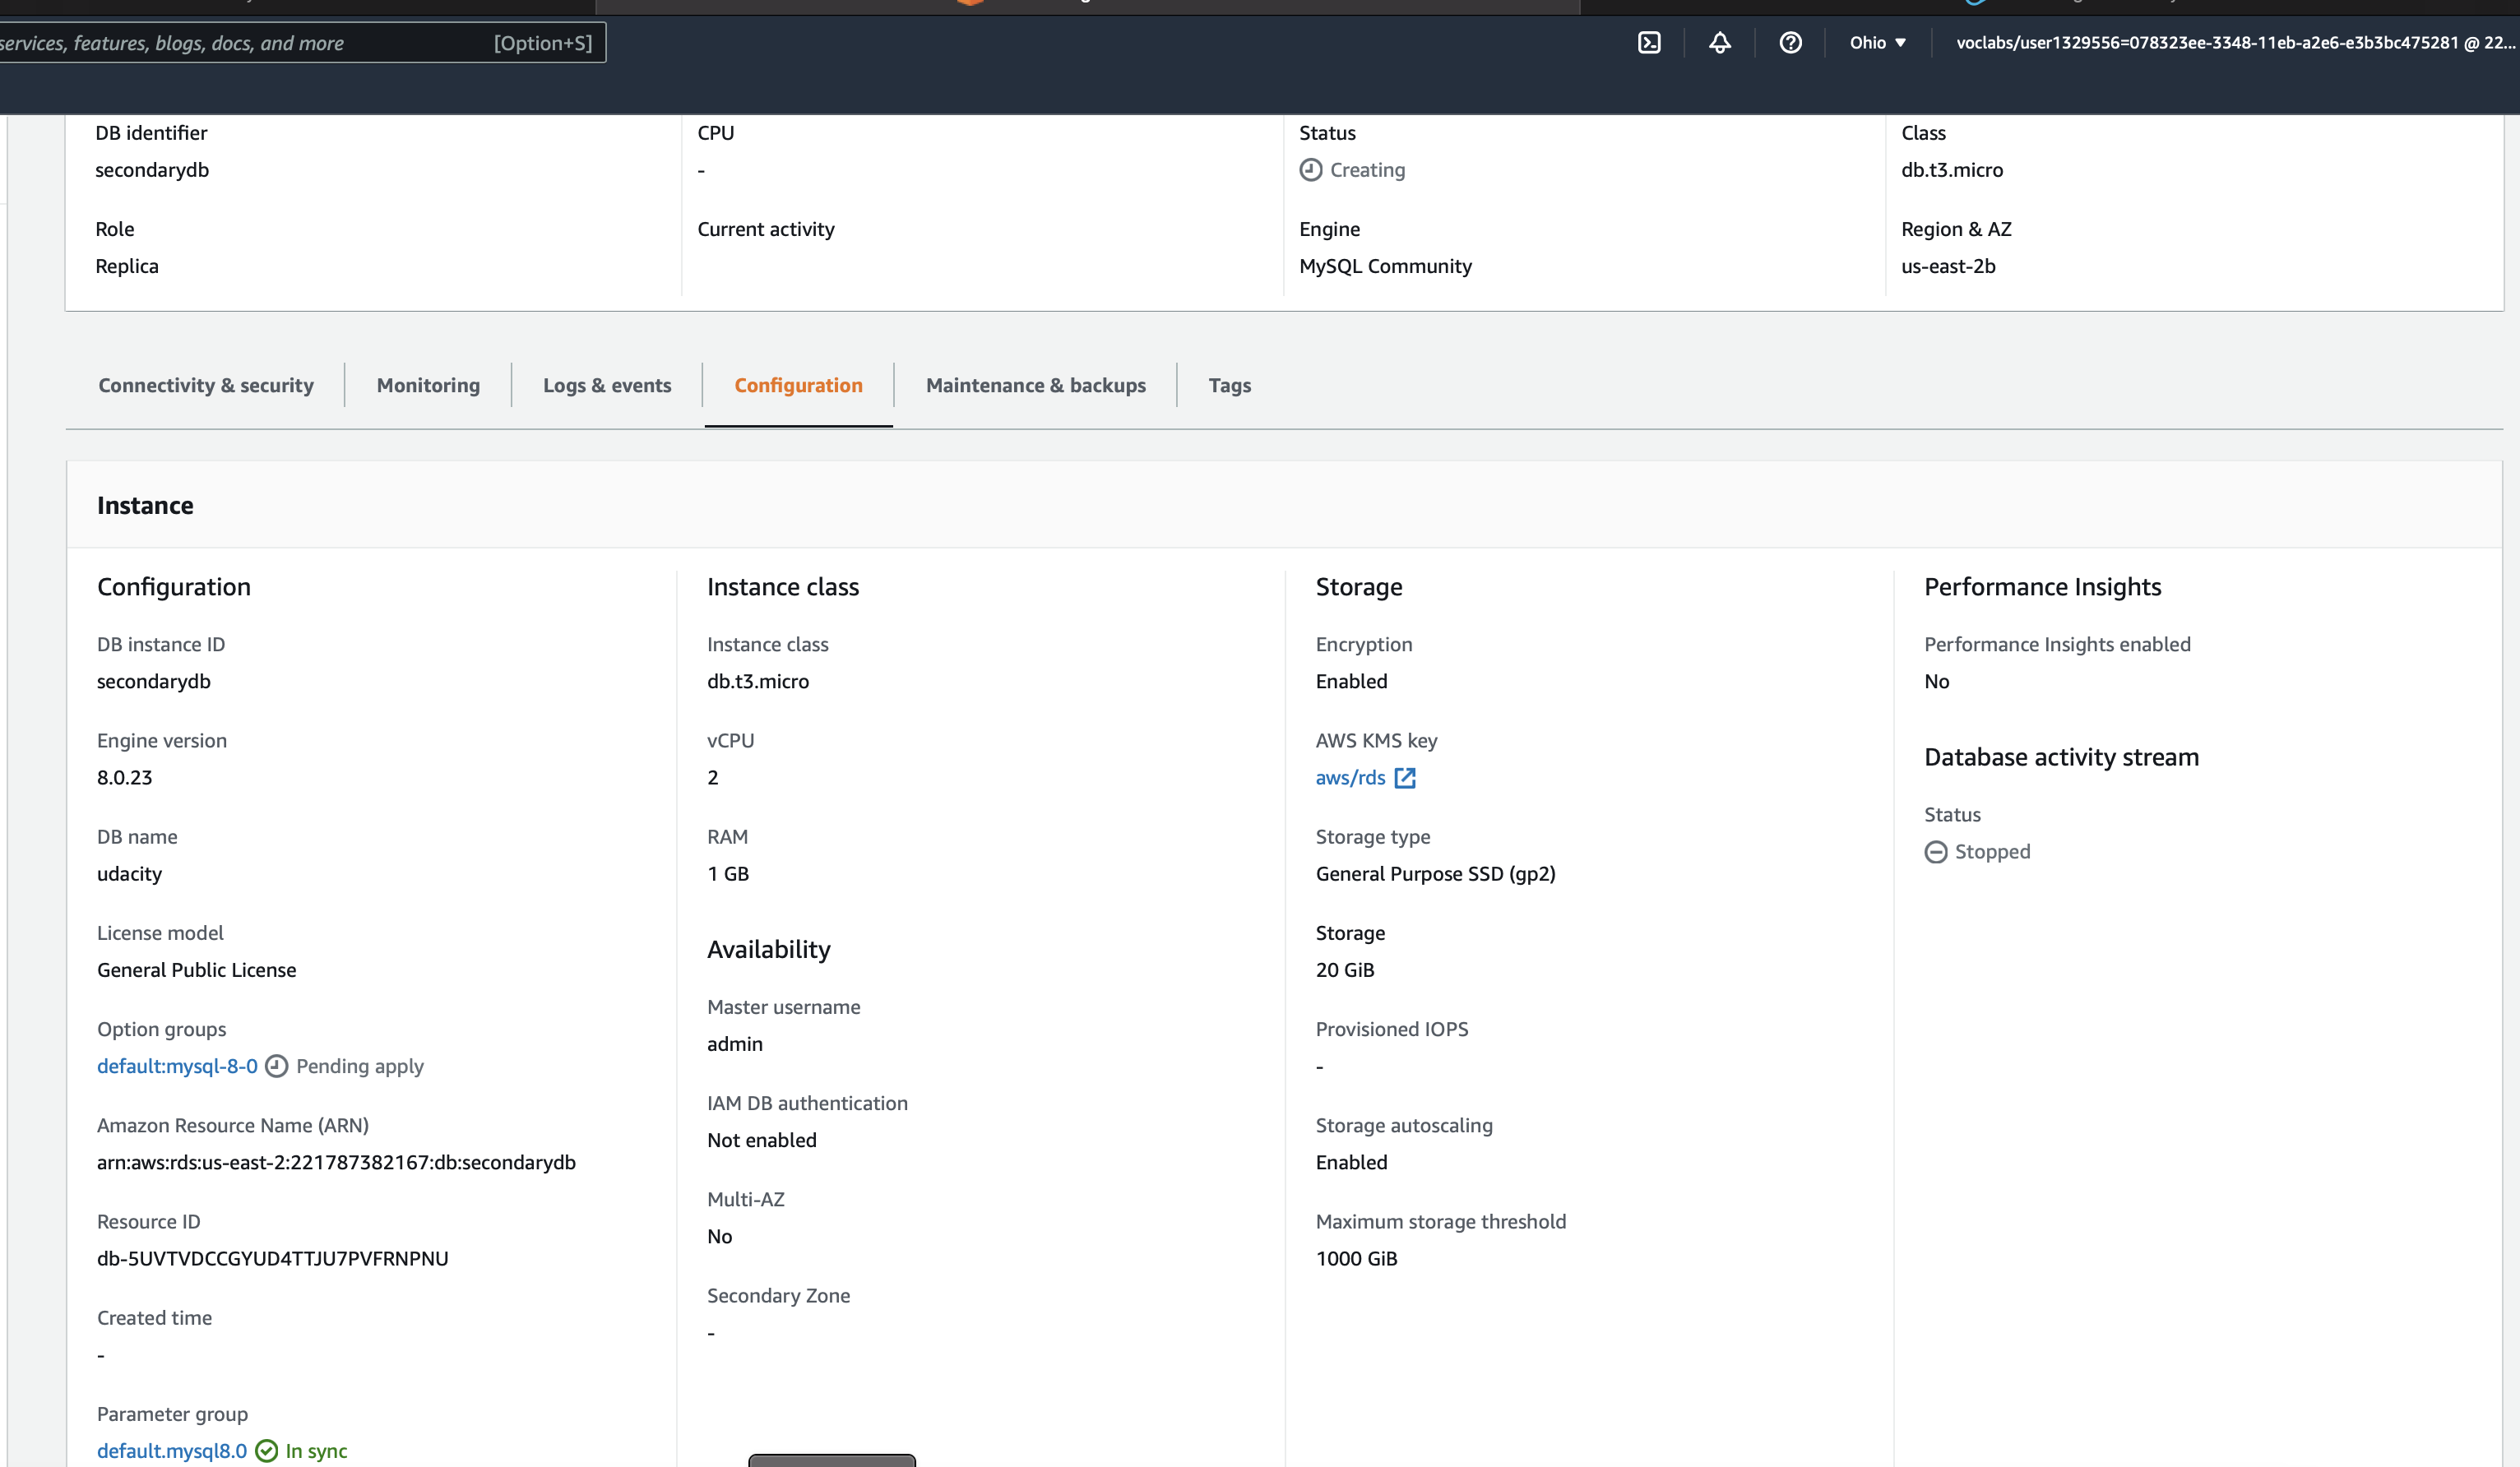 services, features, blogs, docs, and more [Option+S] Ohio voclabs/user1329556=078323ee-3348-11eb-a2e6-e3b3bc475281 @ 22...
DB identifier
secondarydb
CPU
-
Status
Creating
Class
db.t3.micro
Role
Replica
Current activity
Engine
MySQL Community
Region & AZ
us-east-2b
Connectivity & security Monitoring Logs & events Configuration Maintenance & backups Tags
Instance
Configuration
DB instance ID
secondarydb
Engine version
8.0.23
DB name
udacity
License model
General Public License
Option groups
default:mysql-8-0 Pending apply
Amazon Resource Name (ARN)
arn:aws:rds:us-east-2:221787382167:db:secondarydb
Resource ID
db-5UVTVDCCGYUD4TTJU7PVFRNPNU
Created time
-
Parameter group
default.mysql8.0 In sync
Instance class
Instance class
db.t3.micro
vCPU
2
RAM
1 GB
Availability
Master username
admin
IAM DB authentication
Not enabled
Multi-AZ
No
Secondary Zone
-
Storage
Encryption
Enabled
AWS KMS key
aws/rds
Storage type
General Purpose SSD (gp2)
Storage
20 GiB
Provisioned IOPS
-
Storage autoscaling
Enabled
Maximum storage threshold
1000 GiB
Performance Insights
Performance Insights enabled
No
Database activity stream
Status
Stopped